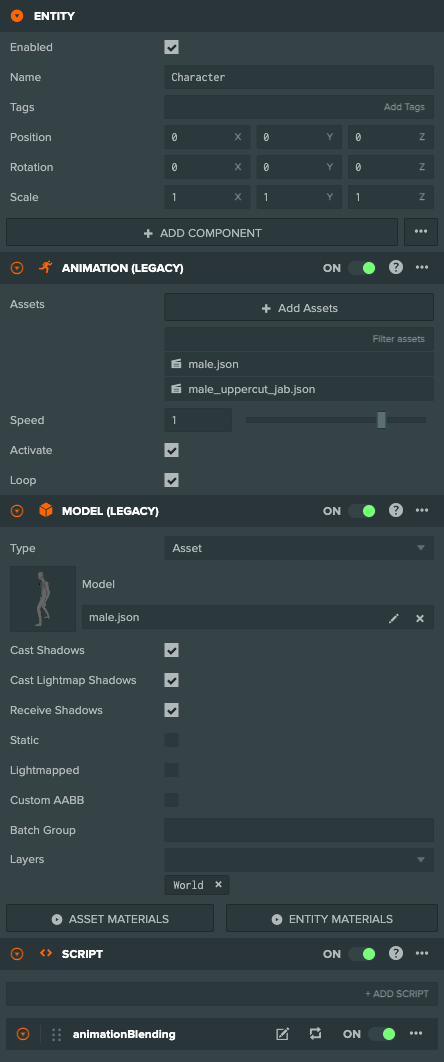 ENTITY
Enabled
Name Character
Tags Add Tags
Position 0 X 0 Y 0 Z
Rotation 0 X 0 Y 0 Z
Scale 1 X 1 Y 1 Z
+ ADD COMPONENT ...
ANIMATION (LEGACY) ON ? ...
Assets + Add Assets
Filter assets
male.json
male_uppercut_jab.json
Speed 1
Activate
Loop
MODEL (LEGACY) ON ? ...
Type Asset
Model
male.json
Cast Shadows
Cast Lightmap Shadows
Receive Shadows
Static
Lightmapped
Custom AABB
Batch Group
Layers
World ×
ASSET MATERIALS ENTITY MATERIALS
SCRIPT ON ? ...
+ ADD SCRIPT
animationBlending ON ...